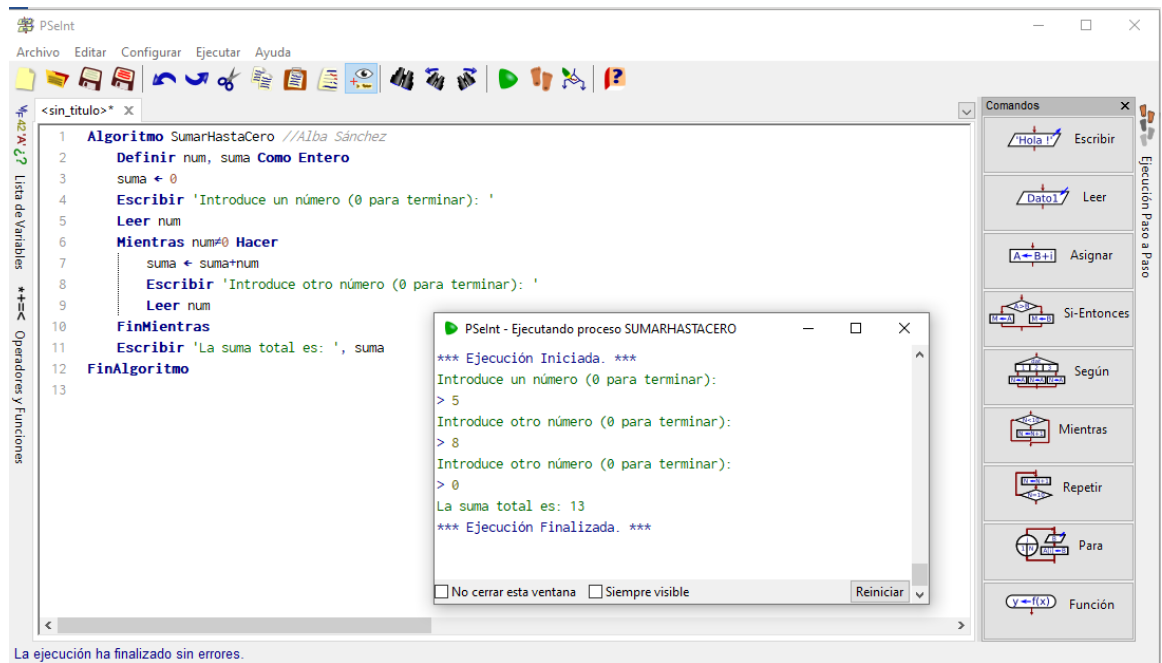 PSeInt
Archivo Editar Configurar Ejecutar Ayuda
<sin_titulo>* X
1 Algoritmo SumarHastaCero //Alba Sánchez
2 Definir num, suma Como Entero
3 suma ← 0
4 Escribir 'Introduce un número (0 para terminar): '
5 Leer num
6 Mientras num≠0 Hacer
7 suma ← suma+num
8 Escribir 'Introduce otro número (0 para terminar): '
9 Leer num
10 FinMientras
11 Escribir 'La suma total es: ', suma
12 FinAlgoritmo
13
42 'A' ¿? Lista de Variables
*+=< Operadores y Funciones
PSeInt - Ejecutando proceso SUMARHASTACERO
*** Ejecución Iniciada. ***
Introduce un número (0 para terminar):
> 5
Introduce otro número (0 para terminar):
> 8
Introduce otro número (0 para terminar):
> 0
La suma total es: 13
*** Ejecución Finalizada. ***
No cerrar esta ventana Siempre visible Reiniciar
Comandos
'Hola !' Escribir
Dato1 Leer
A←B+i Asignar
A>B M←A M←B Si-Entonces
Según
Mientras
Repetir
Para
y←f(x) Función
Ejecución Paso a Paso
La ejecución ha finalizado sin errores.